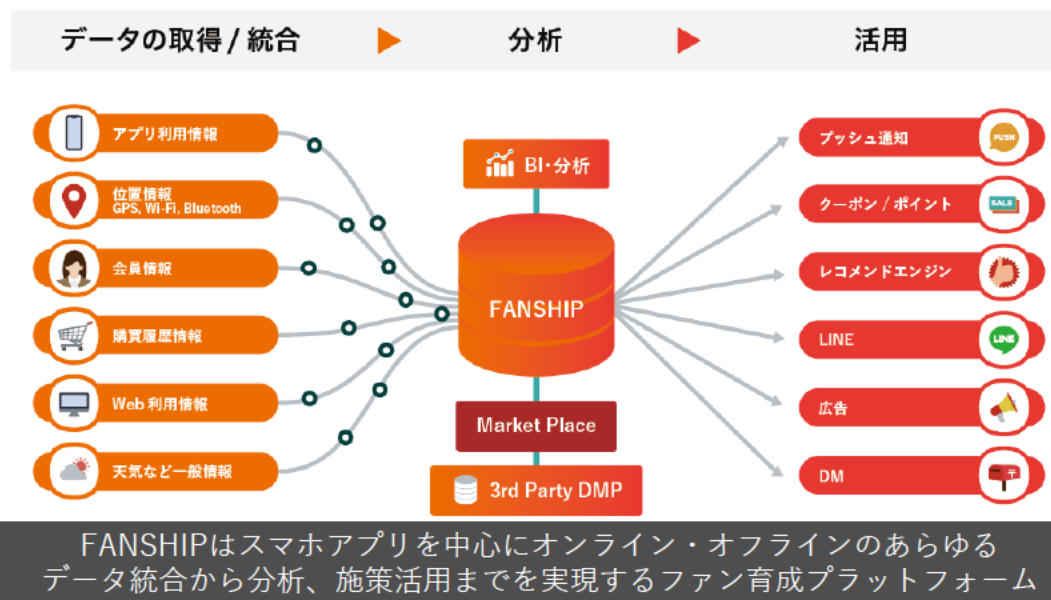 データの取得 / 統合
分析
活用
アプリ利用情報
位置情報
GPS, Wi-Fi, Bluetooth
会員情報
購買履歴情報
Web 利用情報
天気など一般情報
BI・分析
FANSHIP
Market Place
3rd Party DMP
プッシュ通知
PUSH
クーポン / ポイント
SALE
レコメンドエンジン
LINE
LINE
広告
DM
〒
FANSHIPはスマホアプリを中心にオンライン・オフラインのあらゆる
データ統合から分析、施策活用までを実現するファン育成プラットフォーム